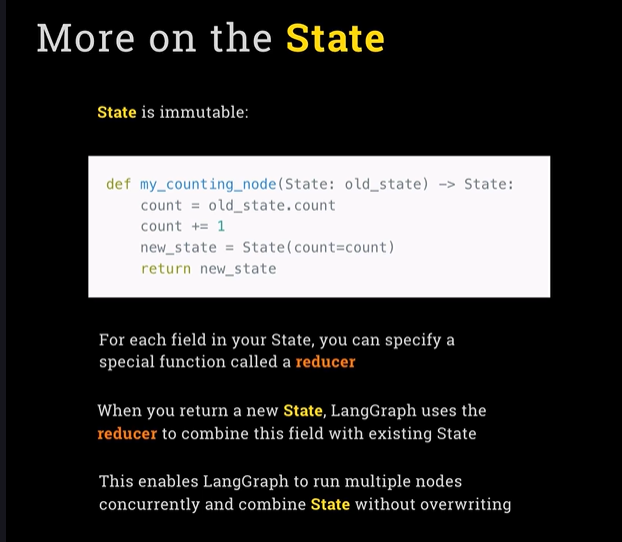 More on the State
State is immutable:
def my_counting_node(State: old_state) -> State:
    count = old_state.count
    count += 1
    new_state = State(count=count)
    return new_state
For each field in your State, you can specify a
special function called a reducer
When you return a new State, LangGraph uses the
reducer to combine this field with existing State
This enables LangGraph to run multiple nodes
concurrently and combine State without overwriting